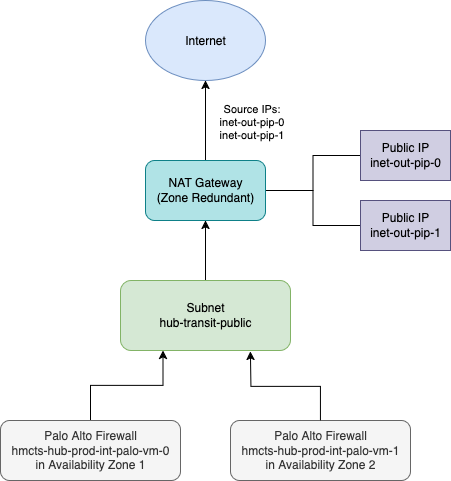 Internet
Source IPs:
inet-out-pip-0
inet-out-pip-1
NAT Gateway
(Zone Redundant)
Public IP
inet-out-pip-0
Public IP
inet-out-pip-1
Subnet
hub-transit-public
Palo Alto Firewall
hmcts-hub-prod-int-palo-vm-0
in Availability Zone 1
Palo Alto Firewall
hmcts-hub-prod-int-palo-vm-1
in Availability Zone 2